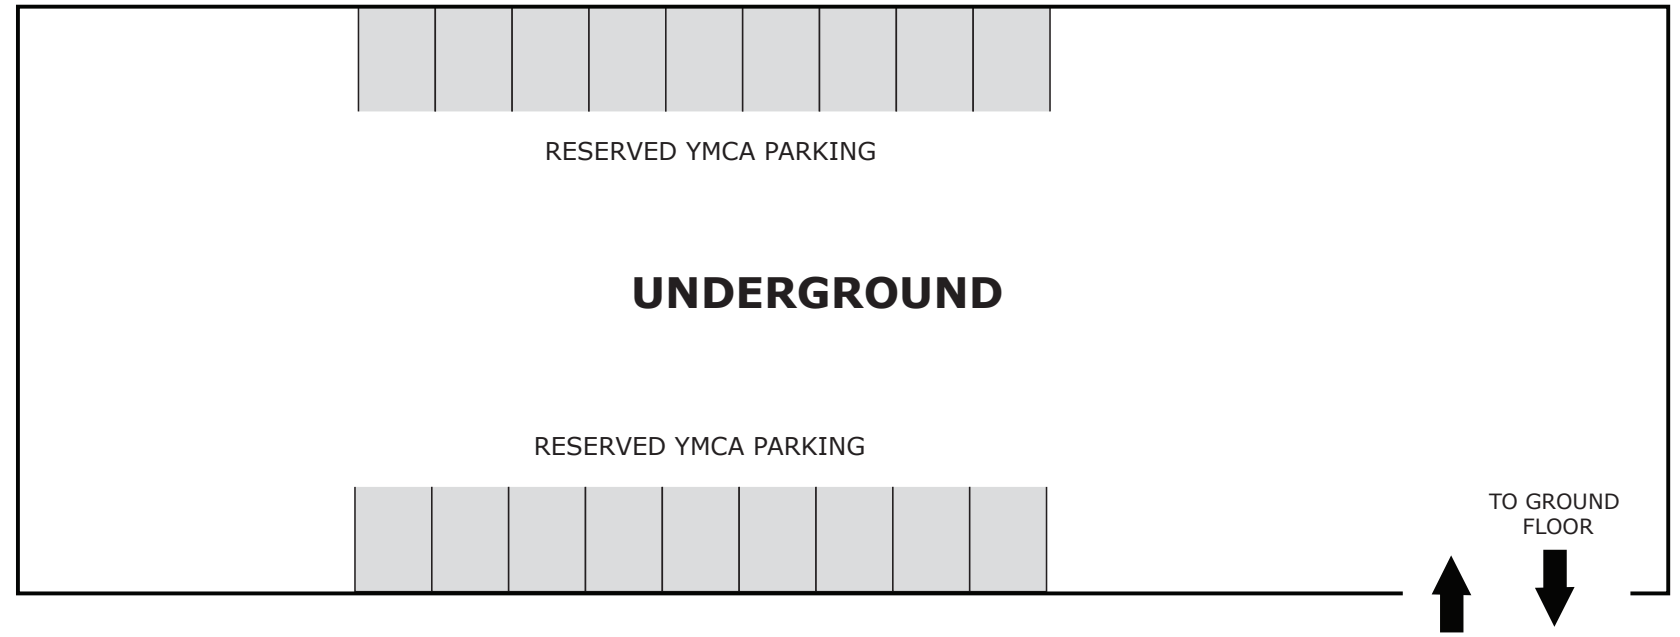 RESERVED YMCA PARKING
UNDERGROUND
RESERVED YMCA PARKING
TO GROUND
FLOOR